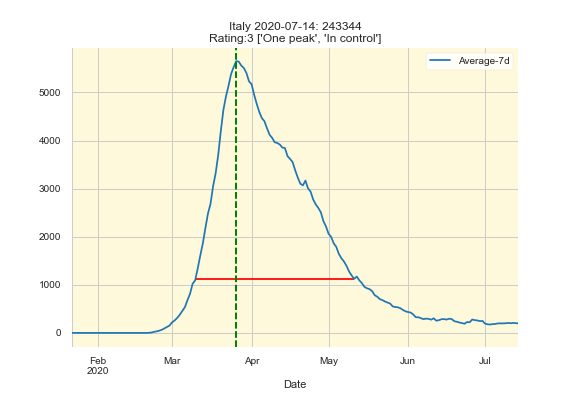 Italy 2020-07-14: 243344
Rating:3 ['One peak', 'In control']
Average-7d
5000
4000
3000
2000
1000
0
Feb
2020
Mar
Apr
May
Jun
Jul
Date